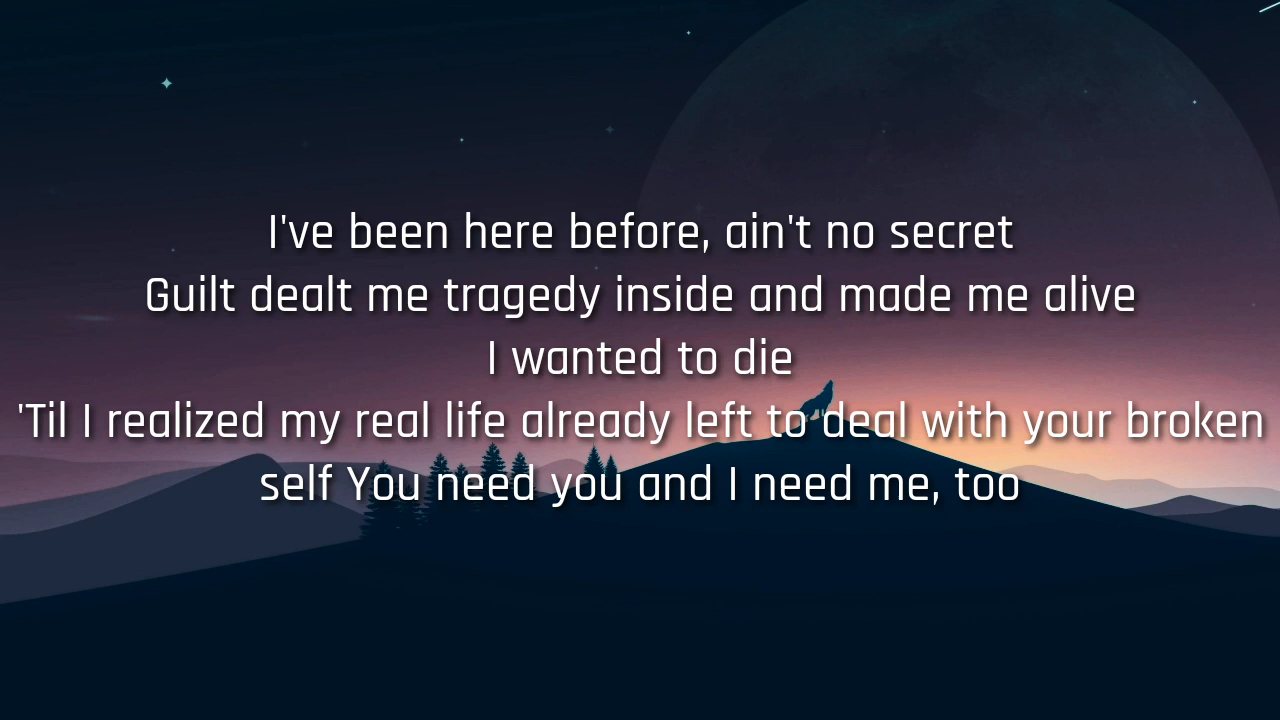 I've been here before, ain't no secret
Guilt dealt me tragedy inside and made me alive
I wanted to die
'Til I realized my real life already left to deal with your broken
self You need you and I need me, too